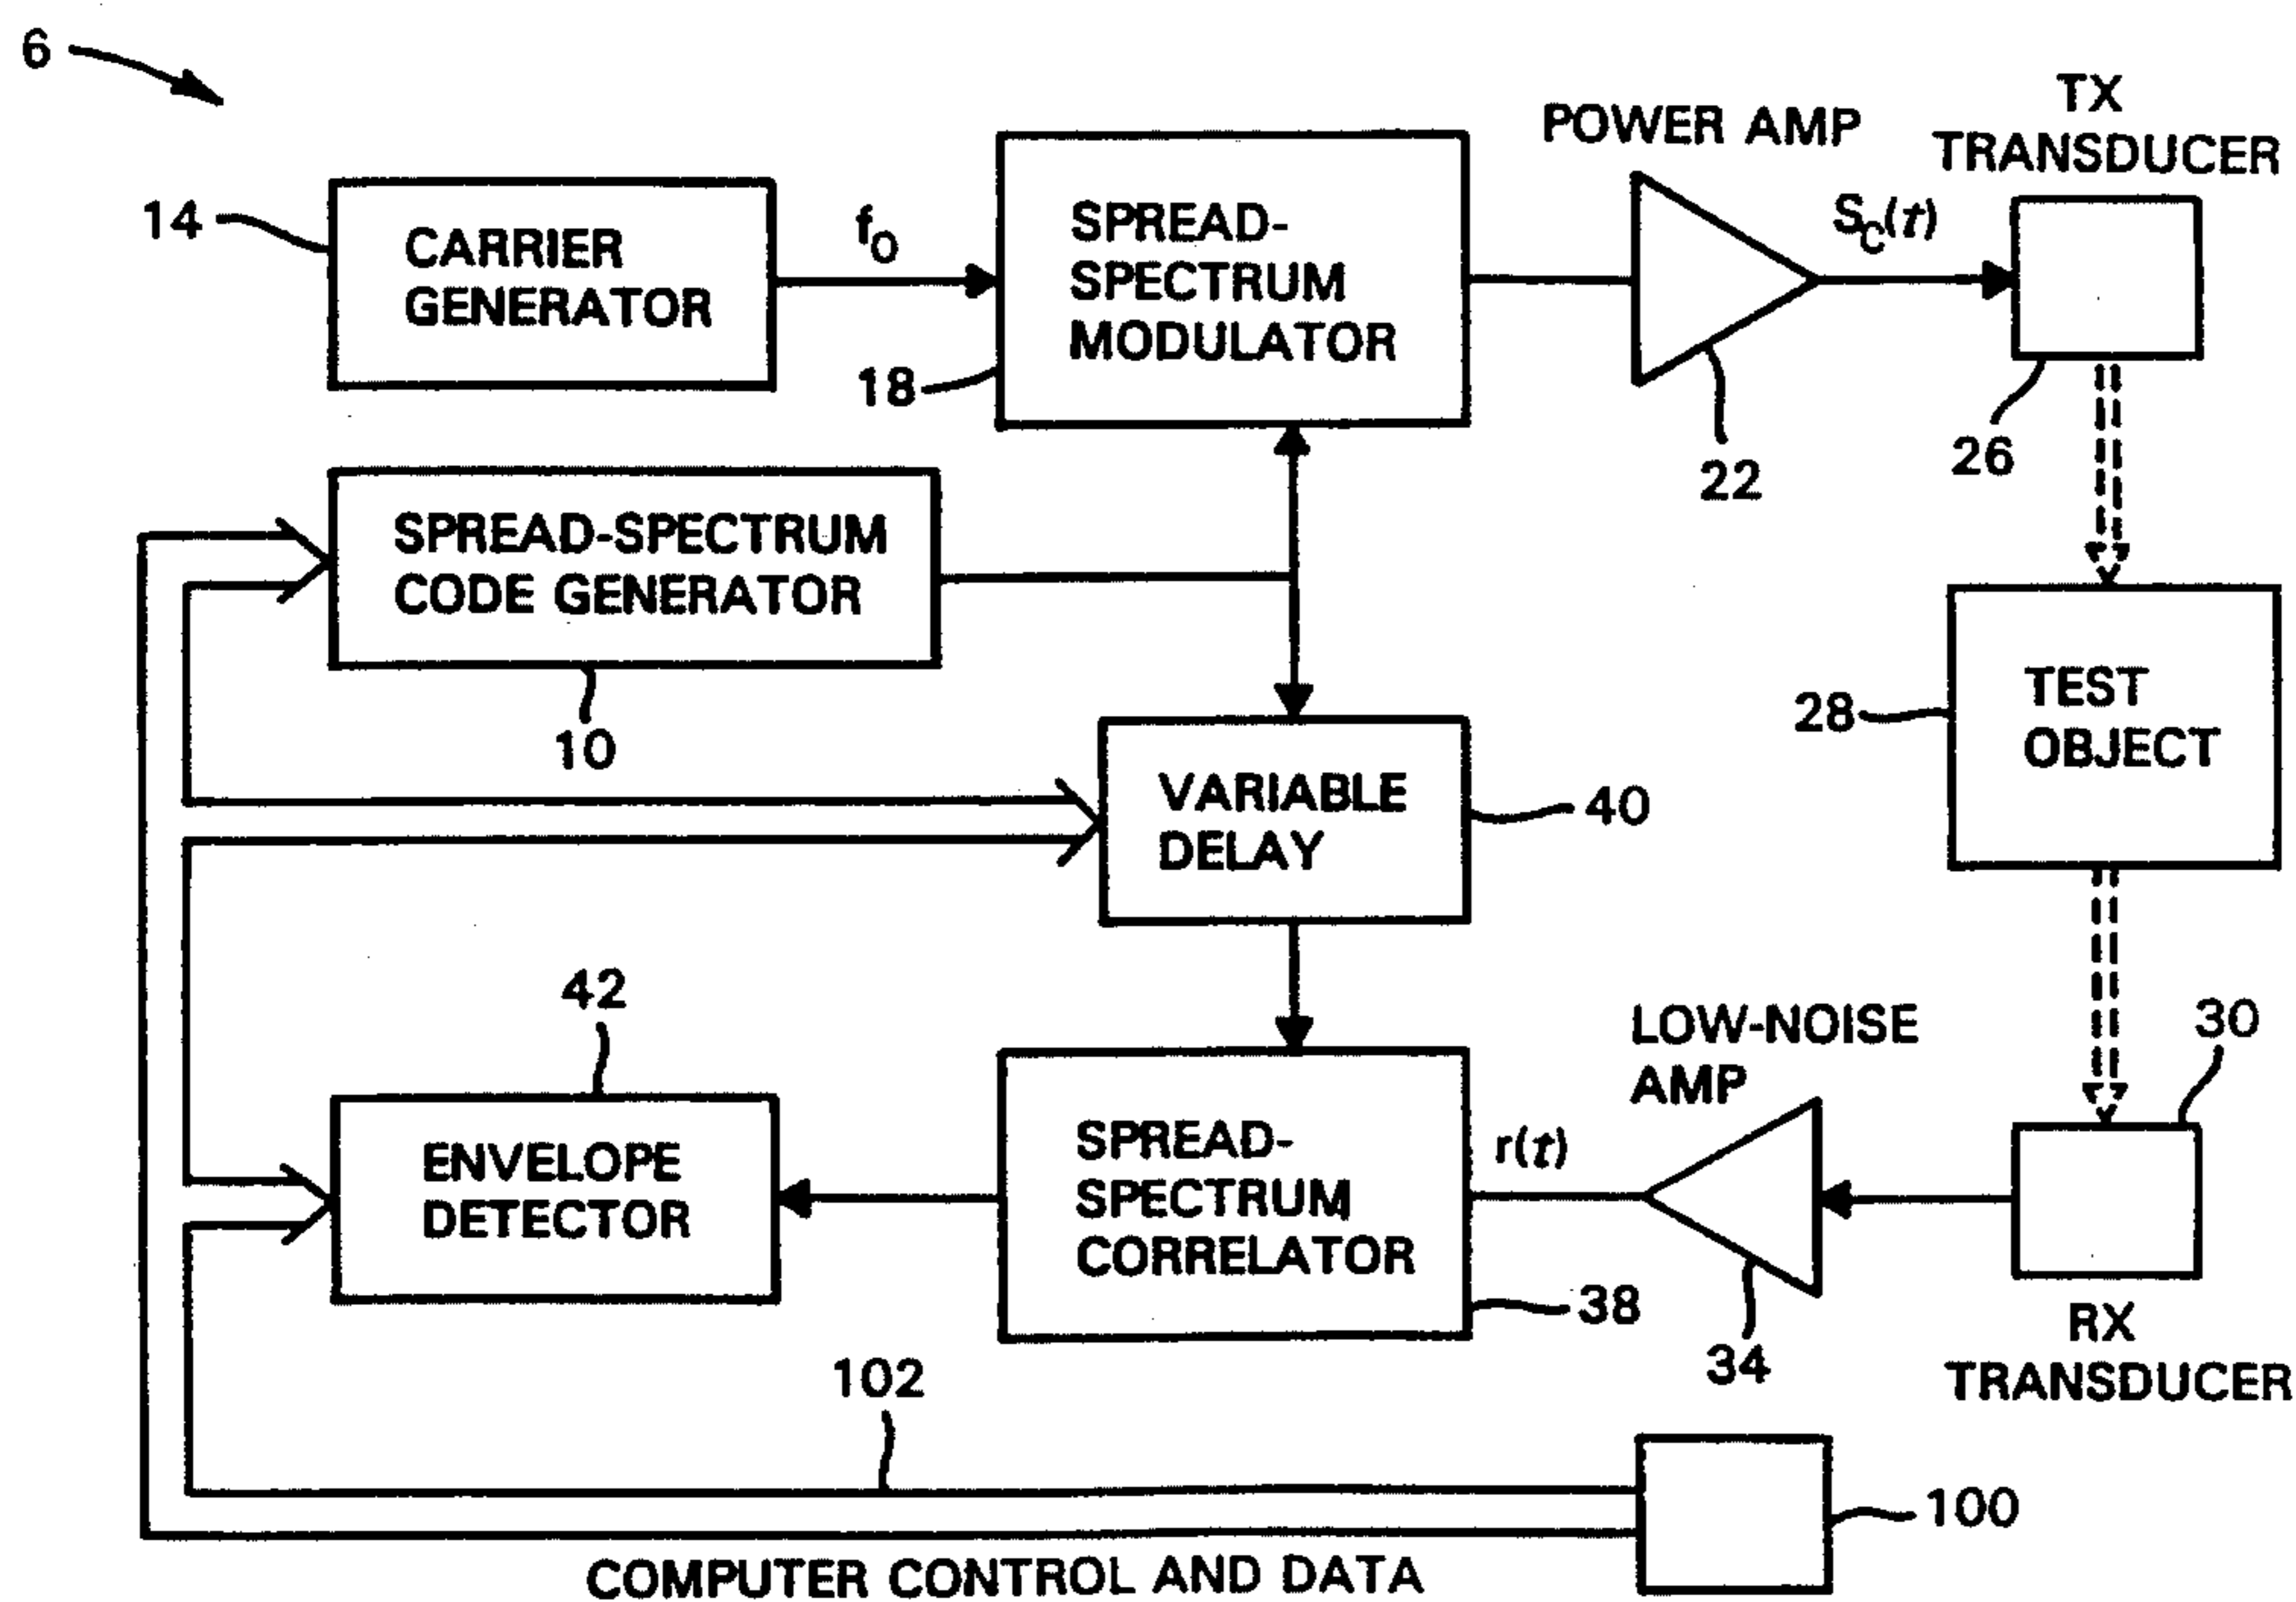 6
TX
TRANSDUCER
POWER AMP
14
CARRIER
GENERATOR
f₀
SPREAD-
SPECTRUM
MODULATOR
18
S_C(t)
22
26
SPREAD-SPECTRUM
CODE GENERATOR
10
TEST
OBJECT
28
VARIABLE
DELAY
40
42
ENVELOPE
DETECTOR
SPREAD-
SPECTRUM
CORRELATOR
38
r(t)
LOW-NOISE
AMP
34
30
RX
TRANSDUCER
102
100
COMPUTER CONTROL AND DATA